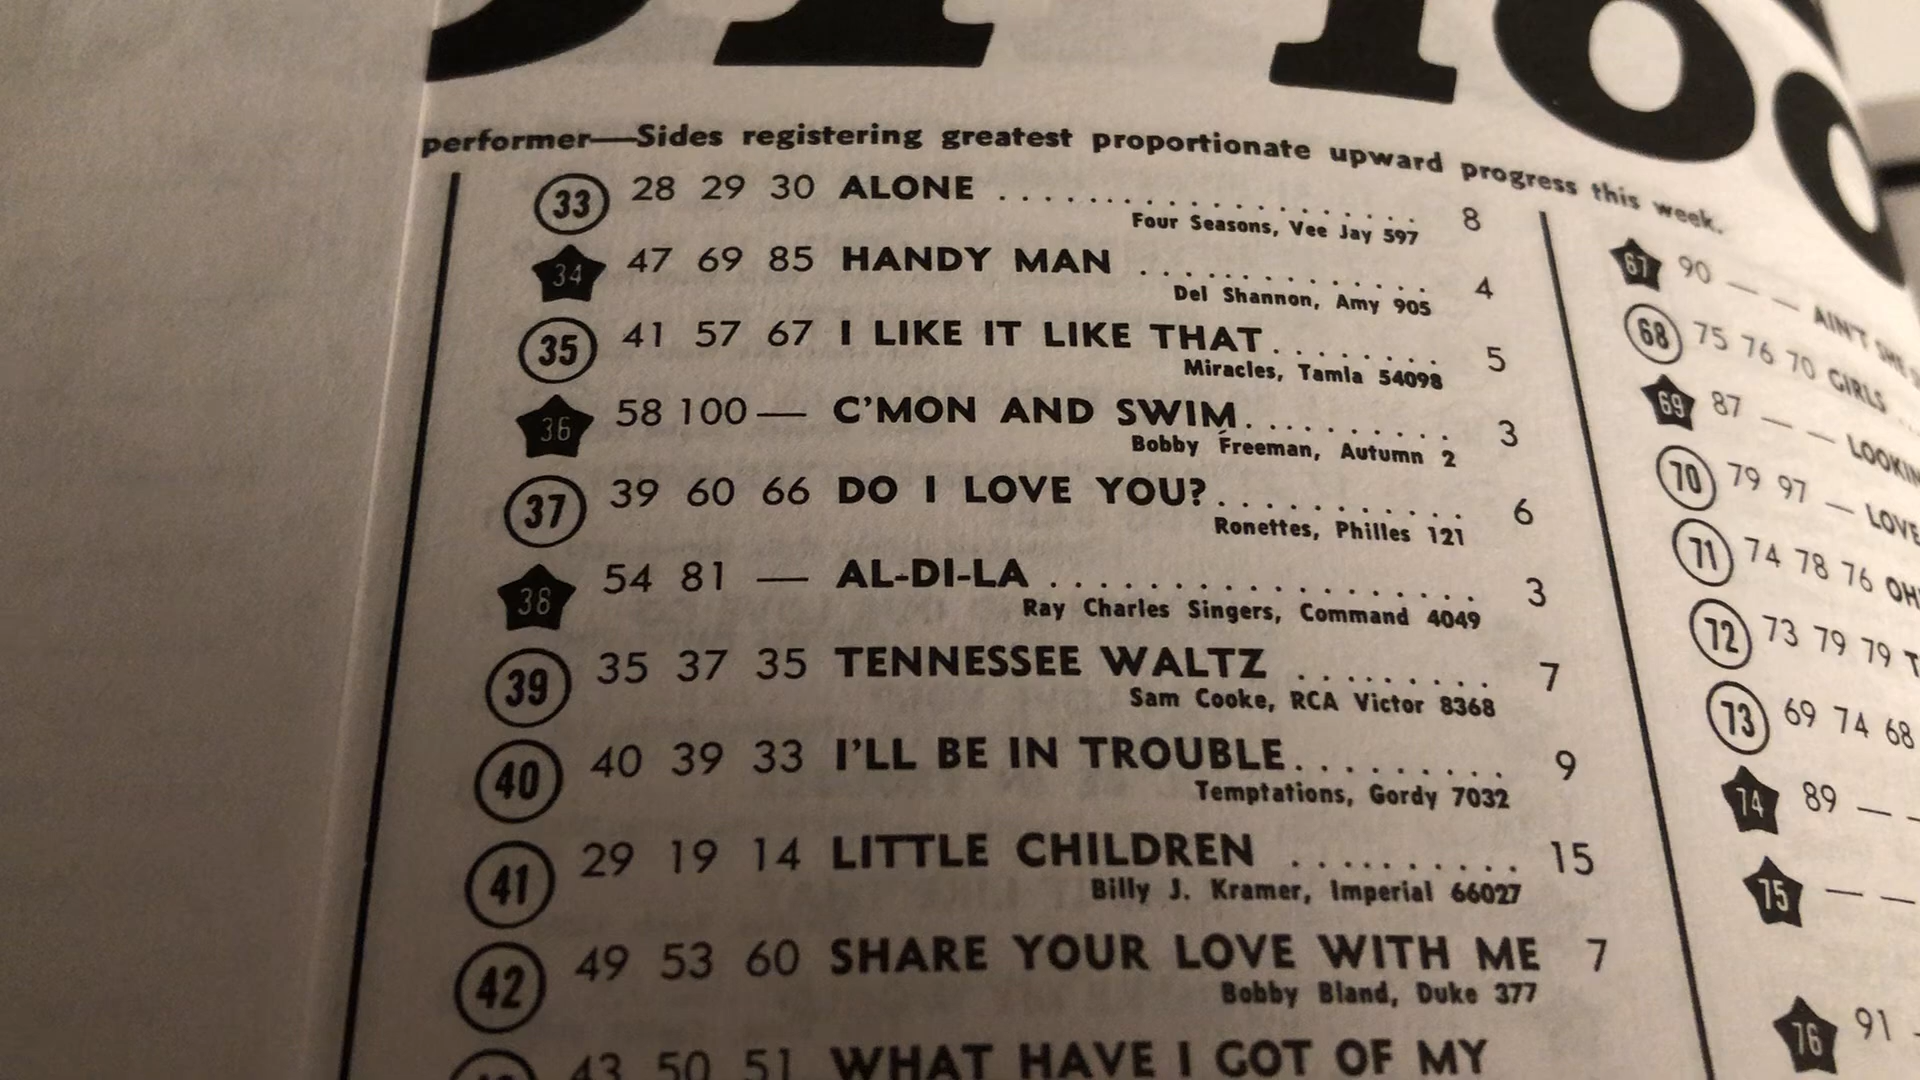 performer—Sides registering greatest proportionate upward progress this week.
33 28 29 30 ALONE . . . . . . . . . . . . . . . . . . . . 8
Four Seasons, Vee Jay 597
34 47 69 85 HANDY MAN . . . . . . . . . . . . . 4
Del Shannon, Amy 905
35 41 57 67 I LIKE IT LIKE THAT. . . . . . . . 5
Miracles, Tamla 54098
36 58 100 — C'MON AND SWIM. . . . . . . . . . 3
Bobby Freeman, Autumn 2
37 39 60 66 DO I LOVE YOU?. . . . . . . . . . . 6
Ronettes, Philles 121
38 54 81 — AL-DI-LA . . . . . . . . . . . . . . . . . 3
Ray Charles Singers, Command 4049
39 35 37 35 TENNESSEE WALTZ . . . . . . . . . 7
Sam Cooke, RCA Victor 8368
40 40 39 33 I'LL BE IN TROUBLE. . . . . . . . . 9
Temptations, Gordy 7032
41 29 19 14 LITTLE CHILDREN . . . . . . . . . . 15
Billy J. Kramer, Imperial 66027
42 49 53 60 SHARE YOUR LOVE WITH ME 7
Bobby Bland, Duke 377
43 50 51 WHAT HAVE I GOT OF MY
67 90 — — AIN'T SHE
68 75 76 70 GIRLS
69 87 — —
70 79 97 — LOVE
71 74 78 76
72 73 79 79
73 69 74 68
74 89 — —
75 — —
76 91